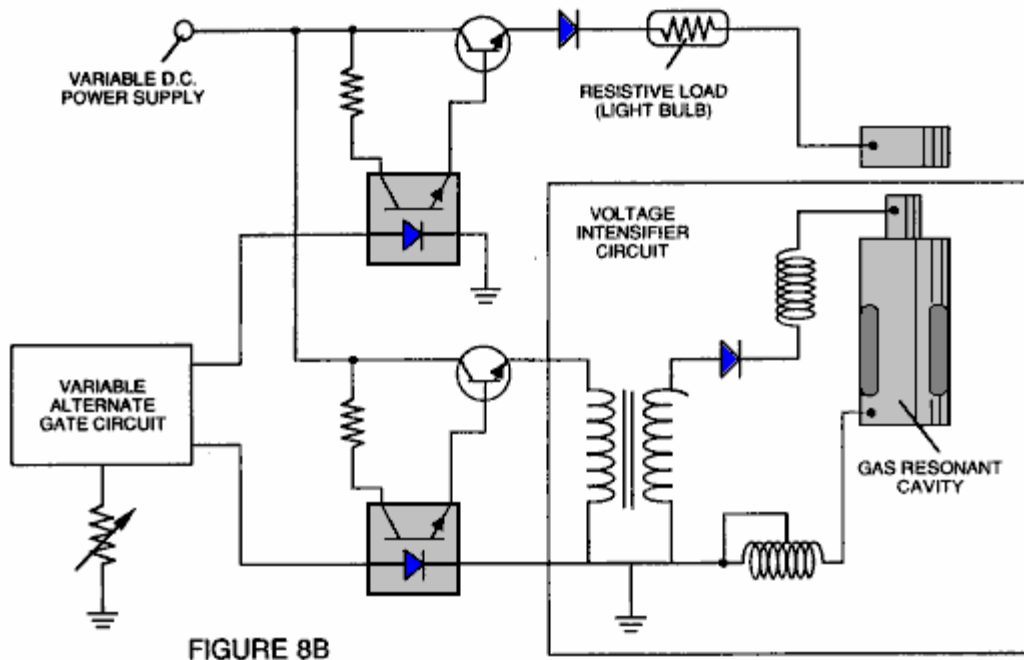 VARIABLE D.C.
POWER SUPPLY
RESISTIVE LOAD
(LIGHT BULB)
VOLTAGE
INTENSIFIER
CIRCUIT
VARIABLE
ALTERNATE
GATE CIRCUIT
GAS RESONANT
CAVITY
FIGURE 8B